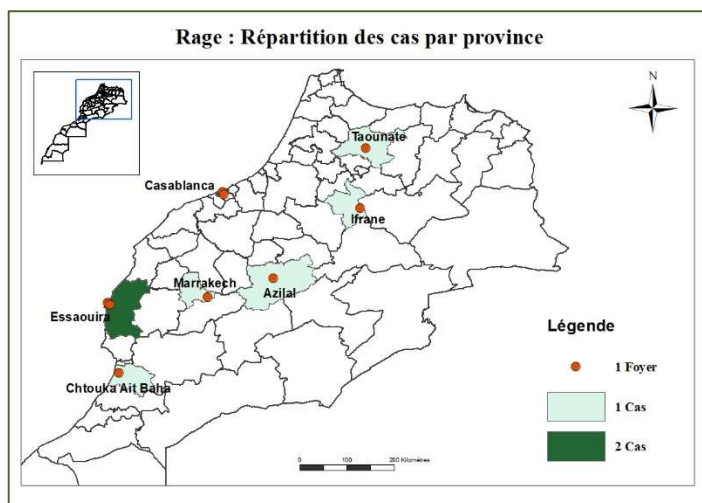 Rage : Répartition des cas par province
N
Taounate
Casablanca
Ifrane
Marrakech
Azilal
Essaouira
Chtouka Ait Baha
Légende
1 Foyer
1 Cas
2 Cas
0 100 200 Kilomètres